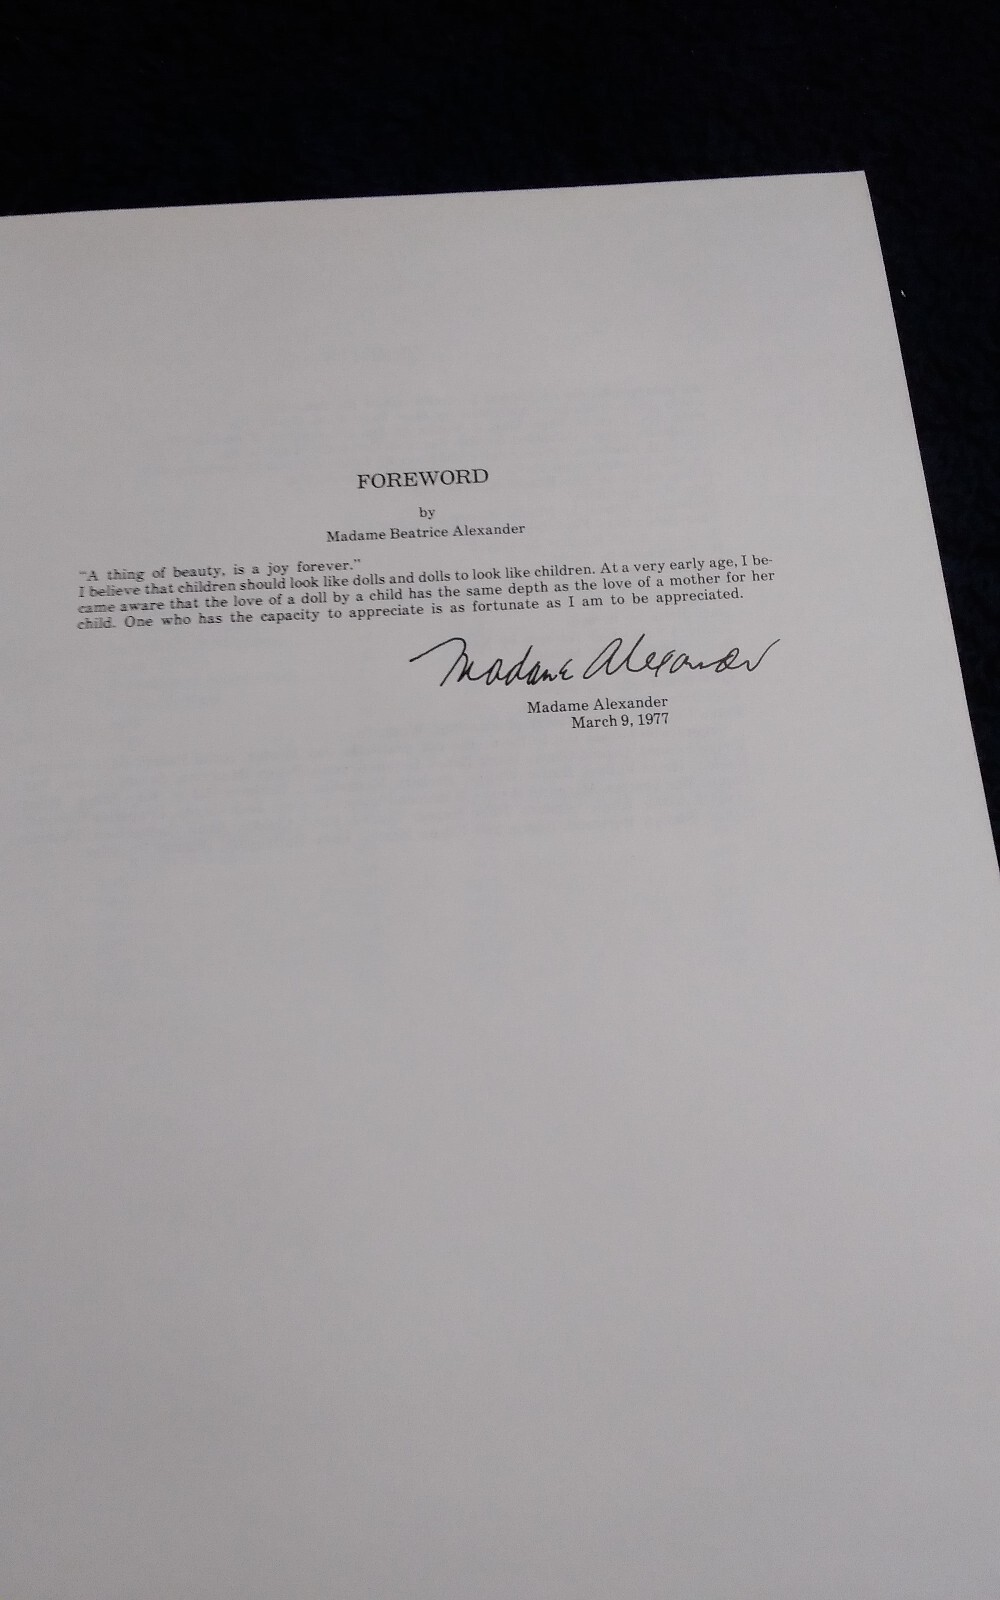 FOREWORD
by
Madame Beatrice Alexander
"A thing of beauty, is a joy forever."
I believe that children should look like dolls and dolls to look like children. At a very early age, I be-
came aware that the love of a doll by a child has the same depth as the love of a mother for her
child. One who has the capacity to appreciate is as fortunate as I am to be appreciated.
Madame Alexander
Madame Alexander
March 9, 1977